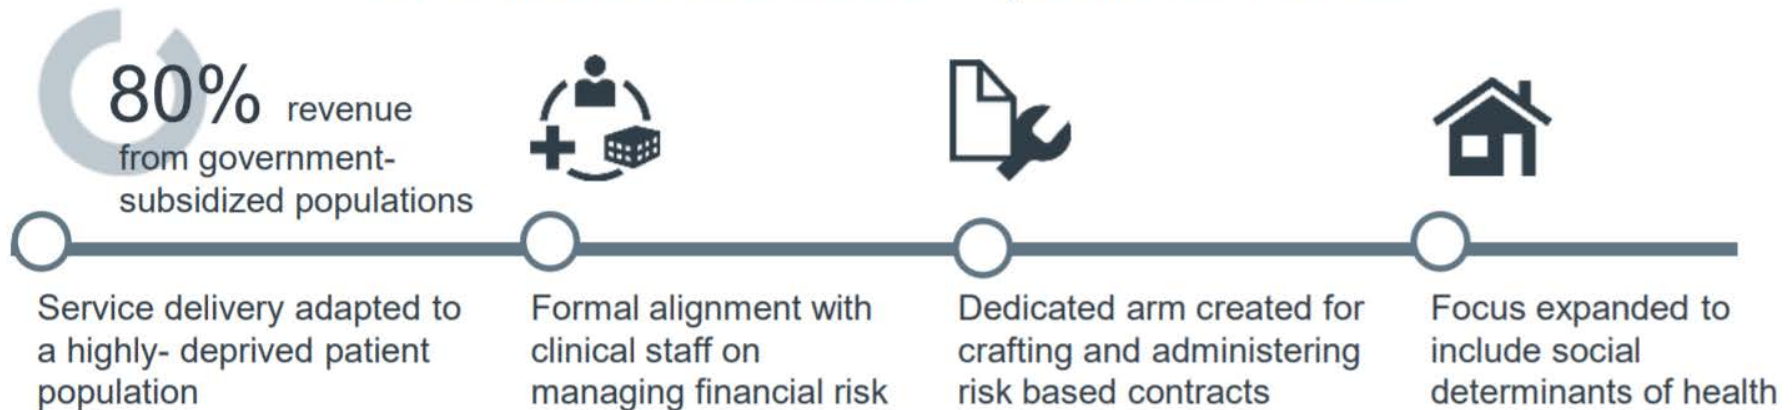 80% revenue
from government-
subsidized populations
Service delivery adapted to
a highly- deprived patient
population
Formal alignment with
clinical staff on
managing financial risk
Dedicated arm created for
crafting and administering
risk based contracts
Focus expanded to
include social
determinants of health